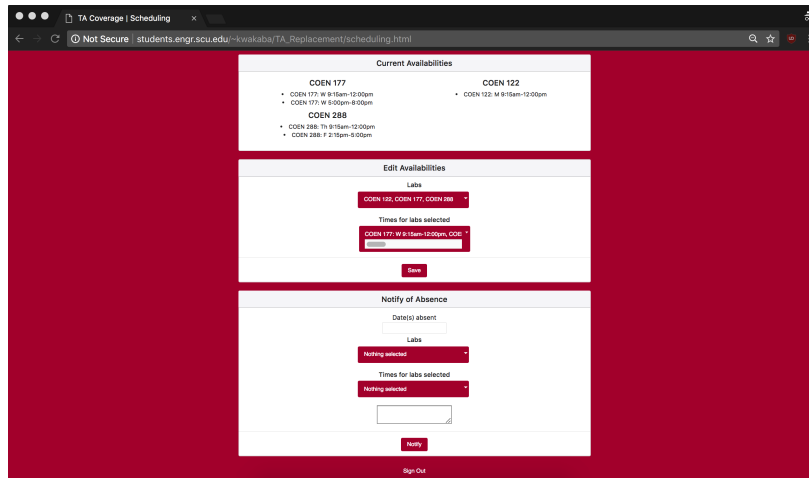 TA Coverage | Scheduling
Not Secure | students.engr.scu.edu/~kwakaba/TA_Replacement/scheduling.html
Current Availabilities
COEN 177
COEN 177: W 9:15am-12:00pm
COEN 177: W 5:00pm-8:00pm
COEN 288
COEN 288: Th 9:15am-12:00pm
COEN 288: F 2:15pm-5:00pm
COEN 122
COEN 122: M 9:15am-12:00pm
Edit Availabilities
Labs
COEN 122, COEN 177, COEN 288
Times for labs selected
COEN 177: W 9:15am-12:00pm, COE
Save
Notify of Absence
Date(s) absent
Labs
Nothing selected
Times for labs selected
Nothing selected
Notify
Sign Out